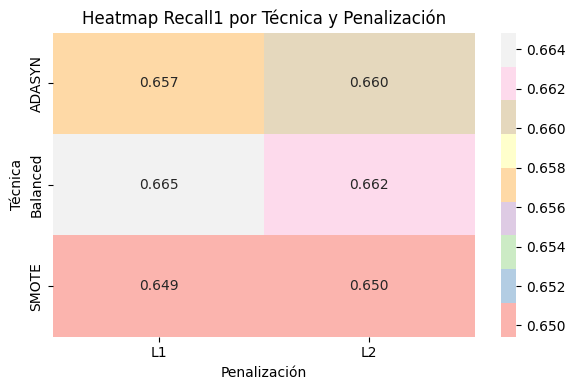 Heatmap Recall1 por Técnica y Penalización
Técnica
ADASYN
Balanced
SMOTE
0.657
0.660
0.665
0.662
0.649
0.650
L1
L2
Penalización
0.664
0.662
0.660
0.658
0.656
0.654
0.652
0.650